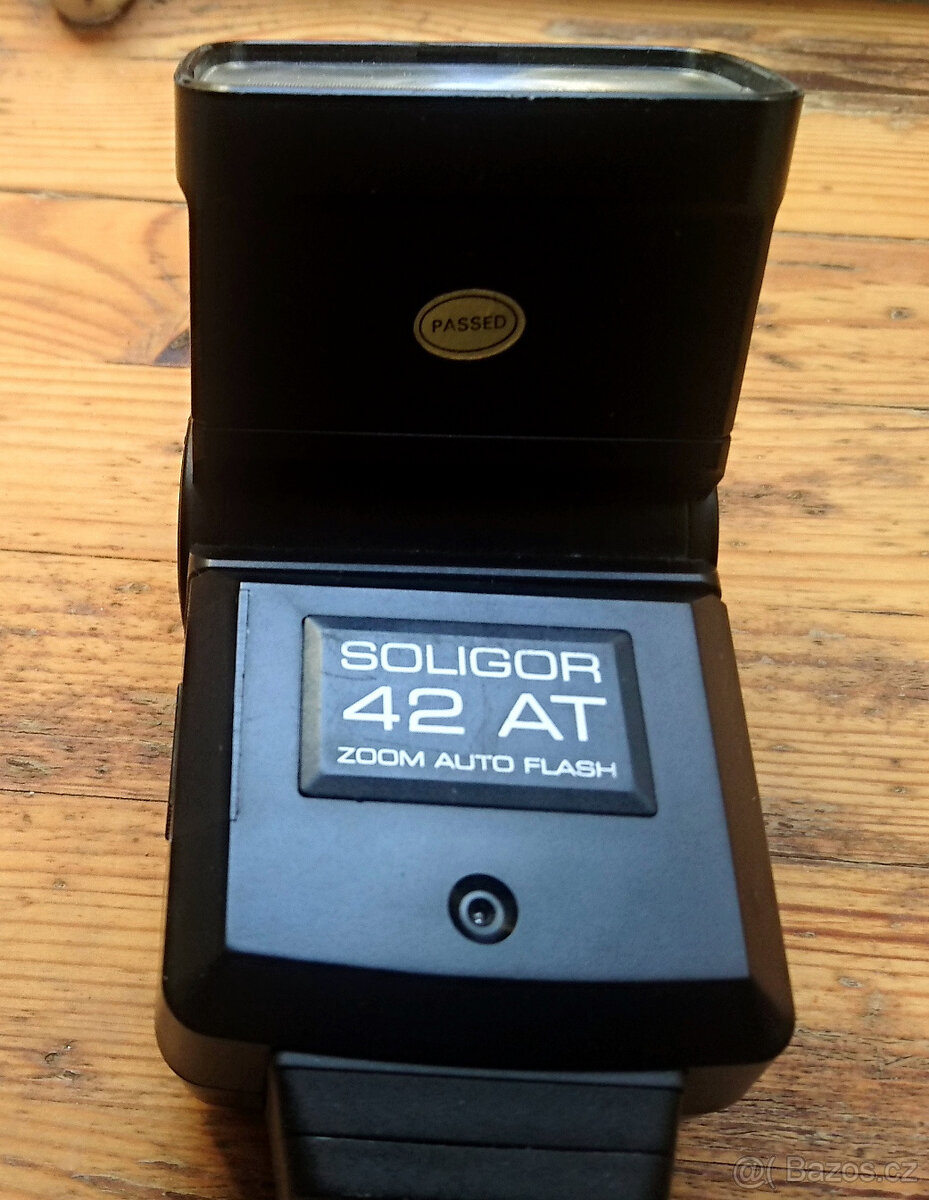 PASSED
SOLIGOR
42 AT
ZOOM AUTO FLASH
@( Bazos.cz